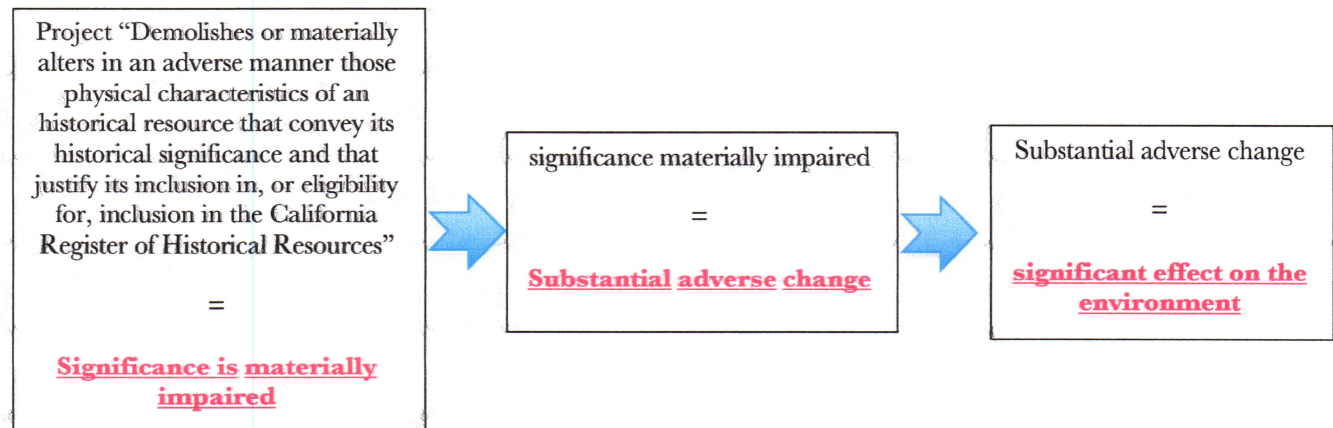 Project “Demolishes or materially
alters in an adverse manner those
physical characteristics of an
historical resource that convey its
historical significance and that
justify its inclusion in, or eligibility
for, inclusion in the California
Register of Historical Resources”
=
Significance is materially
impaired
significance materially impaired
=
Substantial adverse change
Substantial adverse change
=
significant effect on the
environment